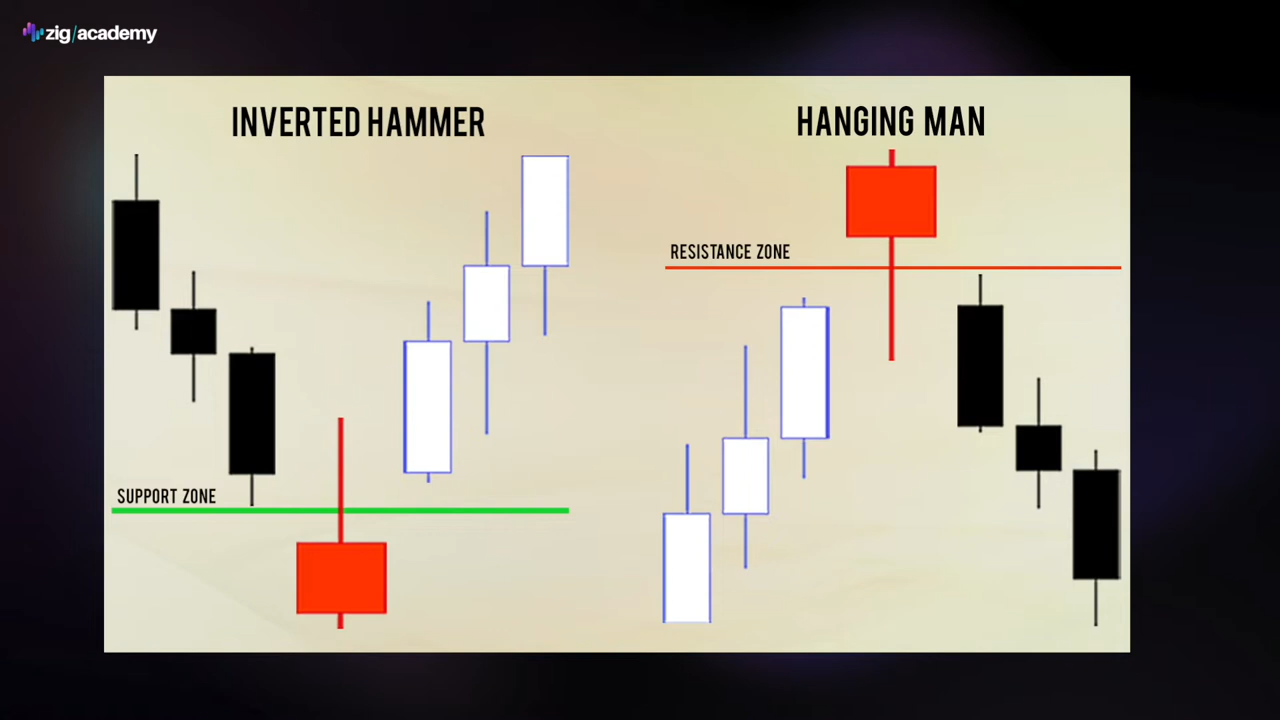 zig/academy
INVERTED HAMMER
HANGING MAN
RESISTANCE ZONE
SUPPORT ZONE